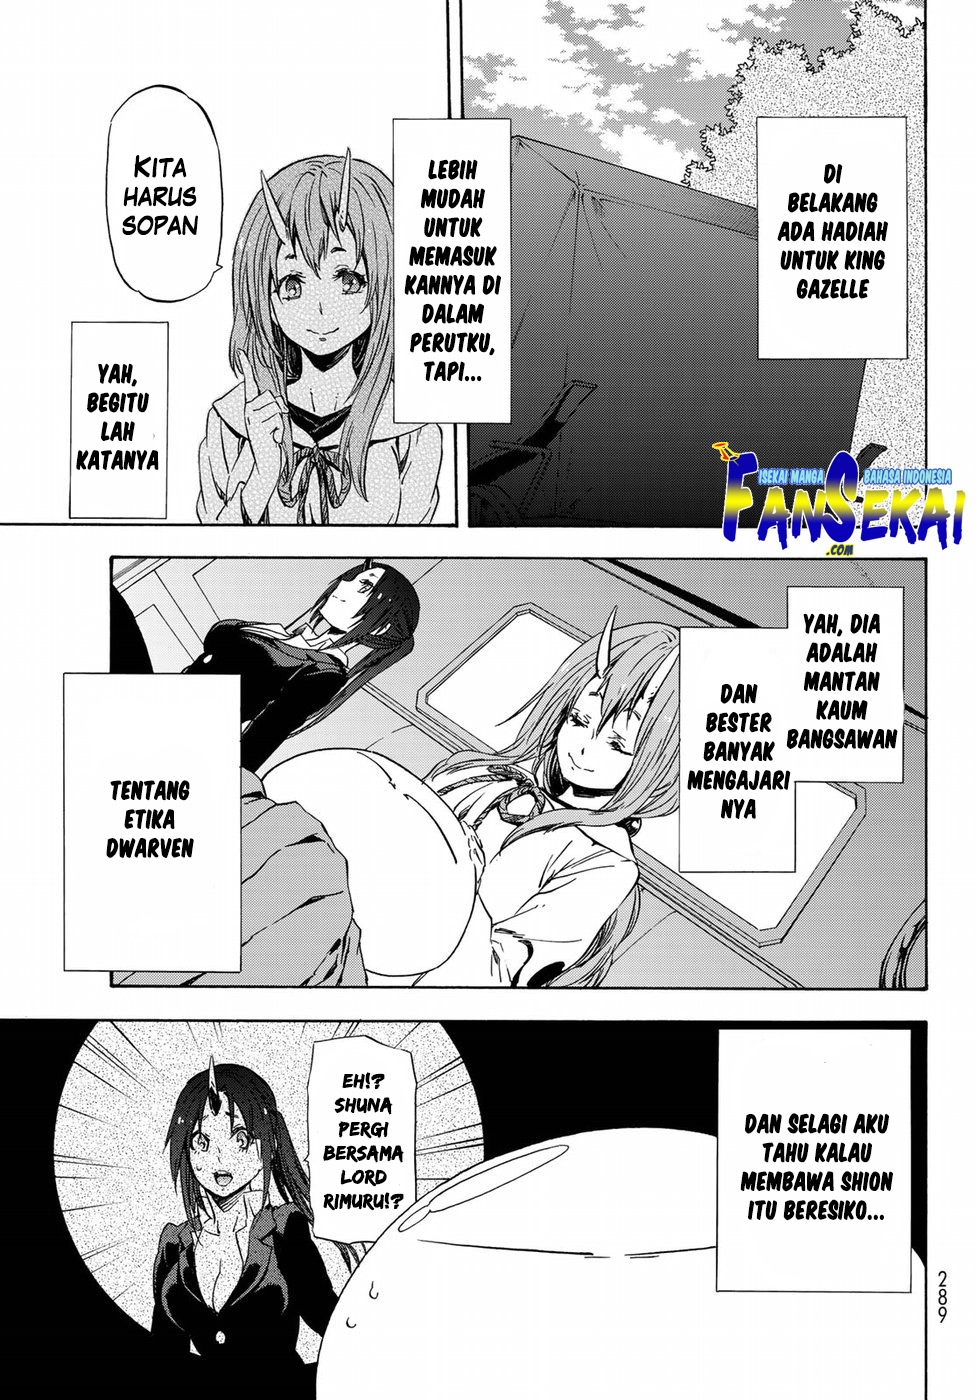 DI
BELAKANG
ADA HADIAH
UNTUK KING
GAZELLE
LEBIH
MUDAH
UNTUK
MEMASUK
KANNYA DI
DALAM
PERUTKU,
TAPI...
KITA
HARUS
SOPAN
YAH,
BEGITU
LAH
KATANYA
ISEKAI MANGA
BAHASA INDONESIA
FANSEKAI
.COM
YAH, DIA
ADALAH
MANTAN
KAUM
BANGSAWAN
DAN
BESTER
BANYAK
MENGAJARI
NYA
TENTANG
ETIKA
DWARVEN
DAN SELAGI AKU
TAHU KALAU
MEMBAWA SHION
ITU BERESIKO...
EH!?
SHUNA
PERGI
BERSAMA
LORD
RIMURU!?
289